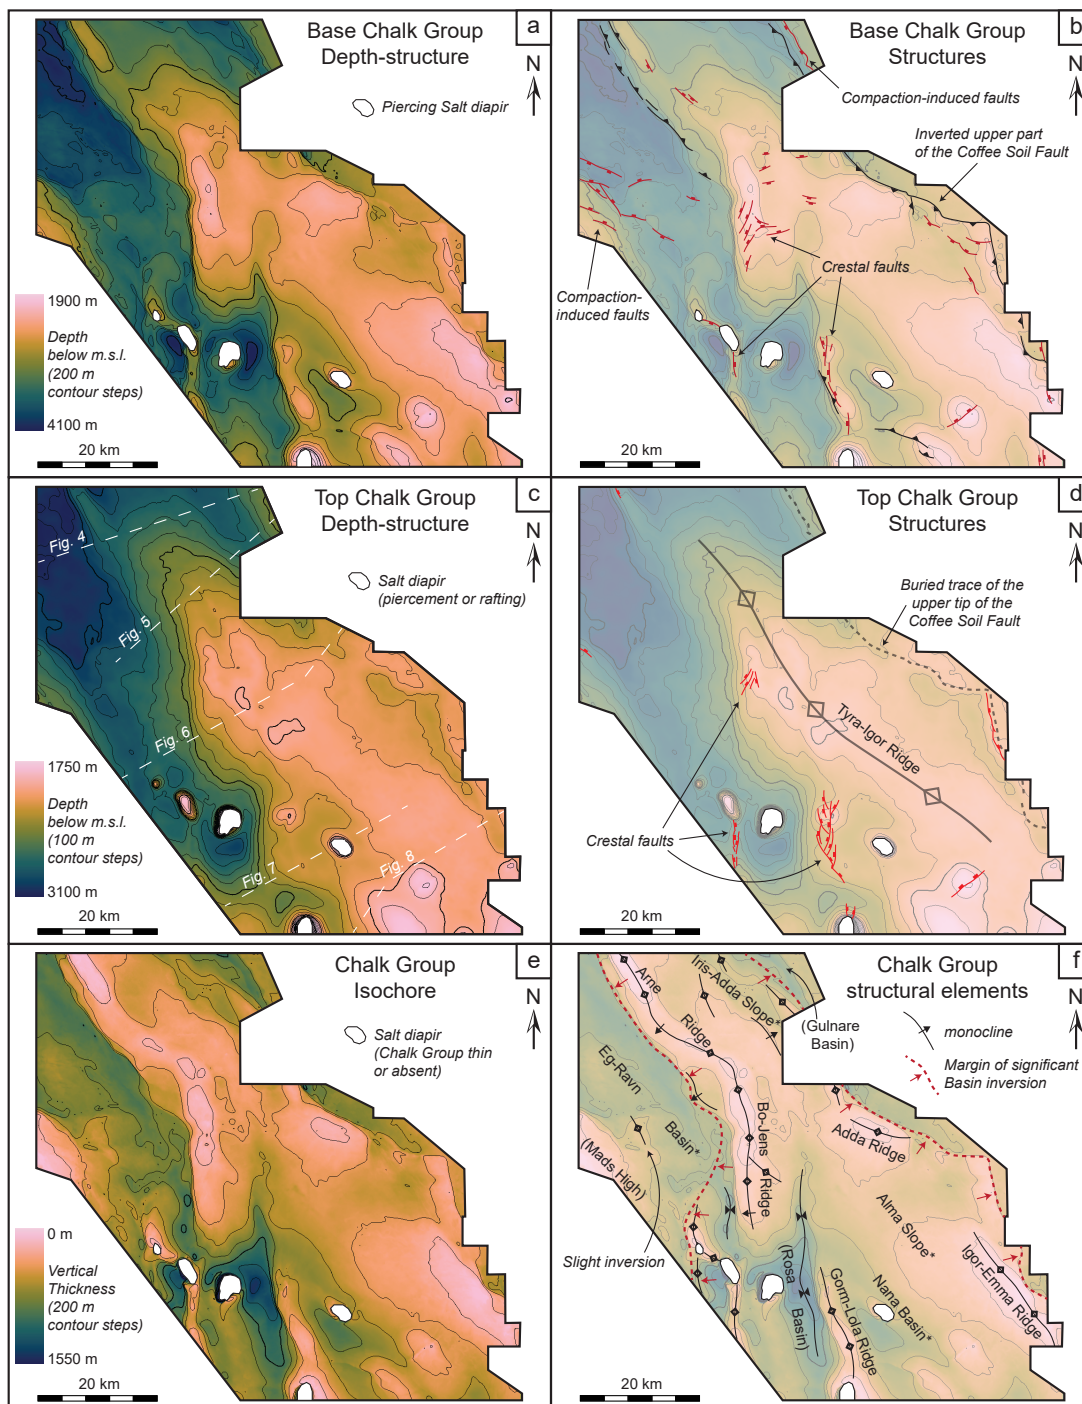 a
Base Chalk Group
Depth-structure
N
Piercing Salt diapir
1900 m
Depth
below m.s.l.
(200 m
contour steps)
4100 m
20 km
b
Base Chalk Group
Structures
N
Compaction-induced faults
Inverted upper part
of the Coffee Soil Fault
Crestal faults
Compaction-
induced faults
20 km
c
Top Chalk Group
Depth-structure
N
Fig. 4
Salt diapir
(piercement or rafting)
Fig. 5
Fig. 6
1750 m
Depth
below m.s.l.
(100 m
contour steps)
3100 m
Fig. 7
Fig. 8
20 km
d
Top Chalk Group
Structures
N
Buried trace of the
upper tip of the
Coffee Soil Fault
Tyra-Igor Ridge
Crestal faults
20 km
e
Chalk Group
Isochore
N
Salt diapir
(Chalk Group thin
or absent)
0 m
Vertical
Thickness
(200 m
contour steps)
1550 m
20 km
f
Chalk Group
structural elements
N
Arne
Ridge
Iris-Adda Slope*
(Gulnare
Basin)
monocline
Margin of significant
Basin inversion
Eg-Ravn
Basin*
(Mads High)
Bo-Jens
Ridge
Adda Ridge
Slight inversion
Alma Slope*
(Rosa
Basin)
Gorm-Lola Ridge
Nana Basin*
Igor-Emma Ridge
20 km